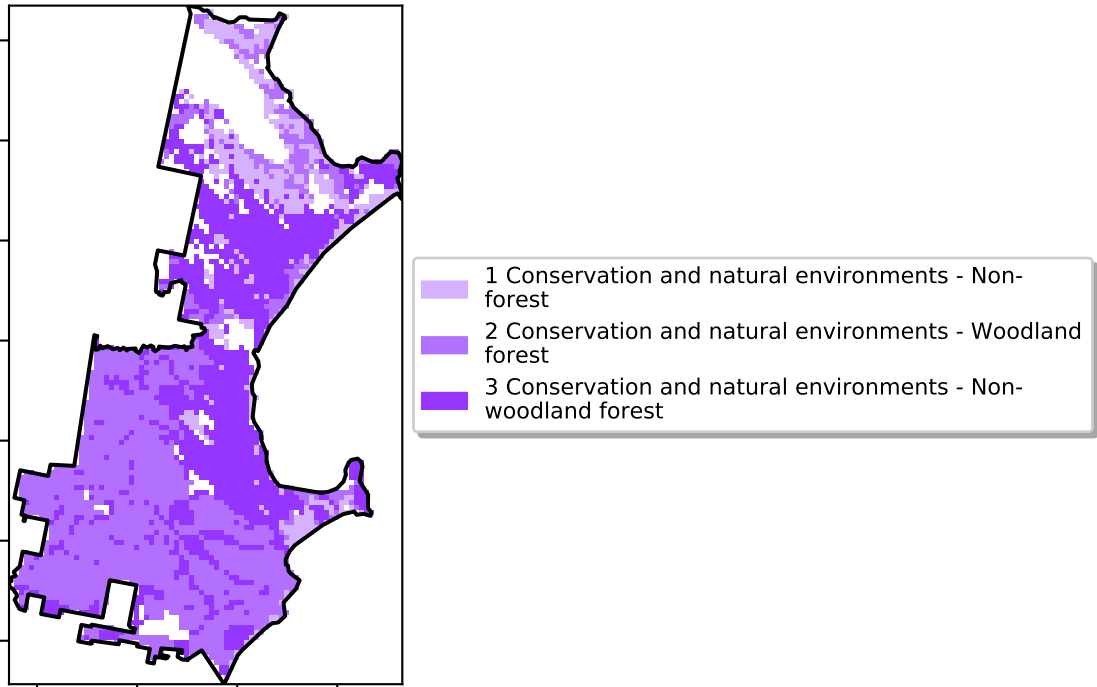 1 Conservation and natural environments - Non-
forest
2 Conservation and natural environments - Woodland
forest
3 Conservation and natural environments - Non-
woodland forest